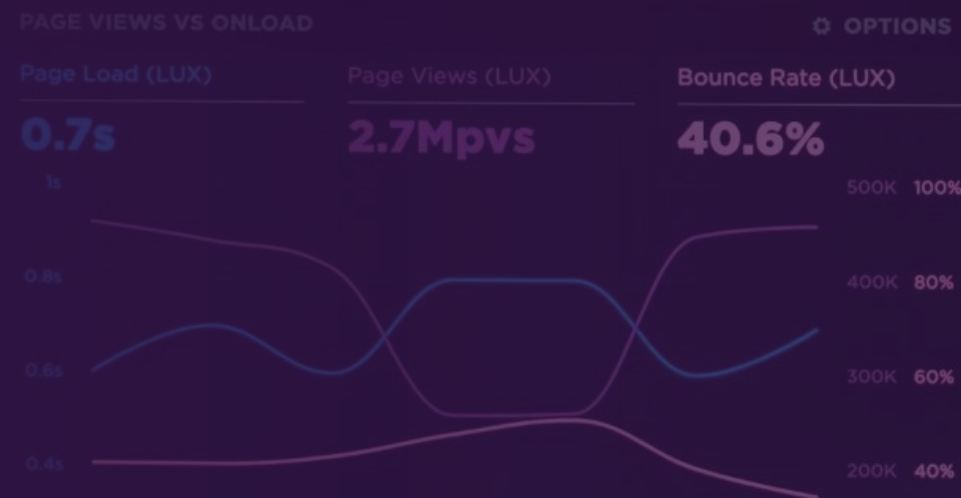 PAGE VIEWS VS ONLOAD
OPTIONS
Page Load (LUX)
Page Views (LUX)
Bounce Rate (LUX)
0.7s
2.7Mpvs
40.6%
1s
500K 100%
0.8s
400K 80%
0.6s
300K 60%
0.4s
200K 40%